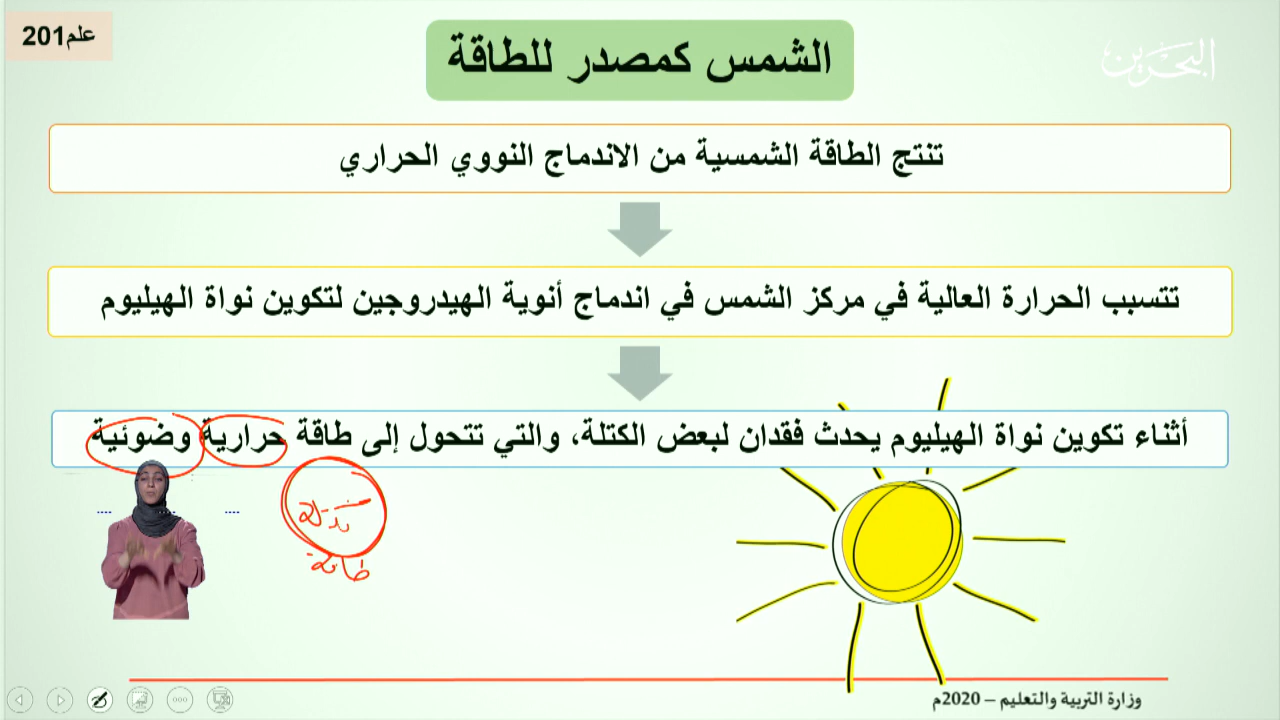 علم201
البحرين
الشمس كمصدر للطاقة
تنتج الطاقة الشمسية من الاندماج النووي الحراري
تتسبب الحرارة العالية في مركز الشمس في اندماج أنوية الهيدروجين لتكوين نواة الهيليوم
أثناء تكوين نواة الهيليوم يحدث فقدان لبعض الكتلة، والتي تتحول إلى طاقة حرارية وضوئية
طاقة
وزارة التربية والتعليم – 2020م